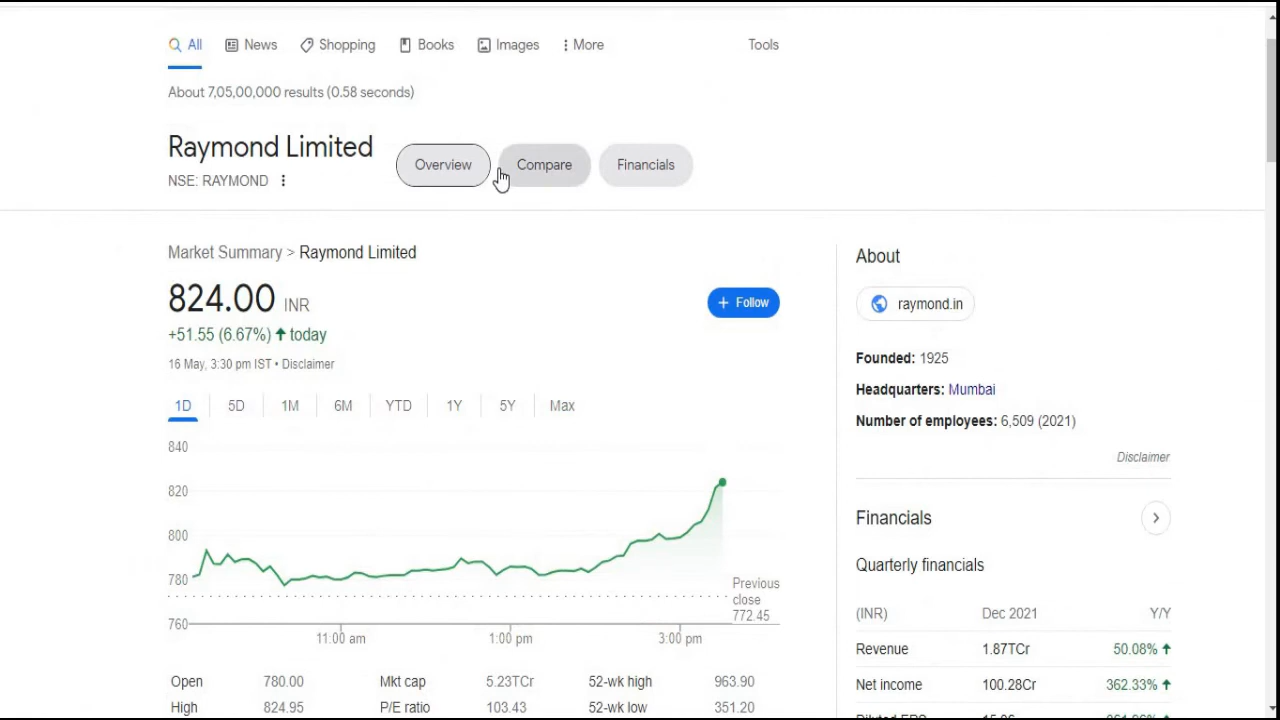 All News Shopping Books Images More Tools
About 7,05,00,000 results (0.58 seconds)
Raymond Limited
NSE: RAYMOND
Overview Compare Financials
Market Summary > Raymond Limited
824.00 INR
+ Follow
+51.55 (6.67%) ↑ today
16 May, 3:30 pm IST • Disclaimer
1D 5D 1M 6M YTD 1Y 5Y Max
840
820
800
780
760
Previous
close
772.45
11:00 am 1:00 pm 3:00 pm
Open 780.00 Mkt cap 5.23TCr 52-wk high 963.90
High 824.95 P/E ratio 103.43 52-wk low 351.20
About
raymond.in
Founded: 1925
Headquarters: Mumbai
Number of employees: 6,509 (2021)
Disclaimer
Financials
Quarterly financials
(INR) Dec 2021 Y/Y
Revenue 1.87TCr 50.08% ↑
Net income 100.28Cr 362.33% ↑
Diluted EPS